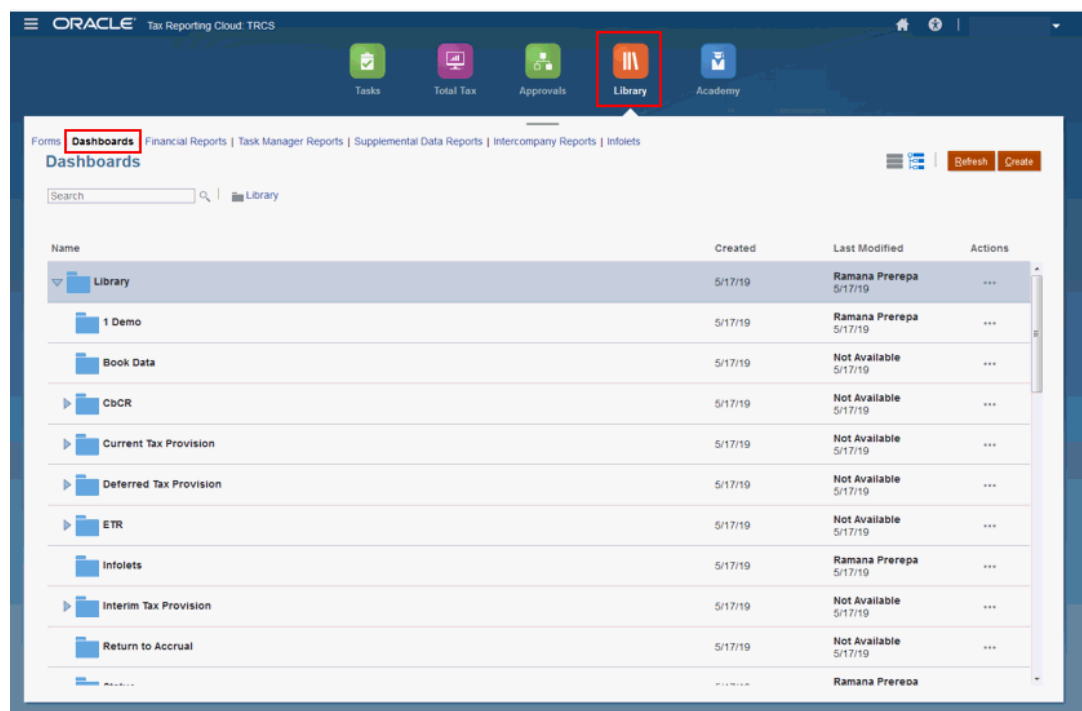 ORACLE Tax Reporting Cloud: TRCS
Tasks Total Tax Approvals Library Academy
Forms Dashboards Financial Reports | Task Manager Reports | Supplemental Data Reports | Intercompany Reports | Infolets
Dashboards
Refresh Create
Search Library
Name Created Last Modified Actions
Library 5/17/19 Ramana Prerepa
5/17/19
1 Demo 5/17/19 Ramana Prerepa
5/17/19
Book Data 5/17/19 Not Available
5/17/19
CbCR 5/17/19 Not Available
5/17/19
Current Tax Provision 5/17/19 Not Available
5/17/19
Deferred Tax Provision 5/17/19 Not Available
5/17/19
ETR 5/17/19 Not Available
5/17/19
Infolets 5/17/19 Ramana Prerepa
5/17/19
Interim Tax Provision 5/17/19 Not Available
5/17/19
Return to Accrual 5/17/19 Not Available
5/17/19
Ramana Prerepa